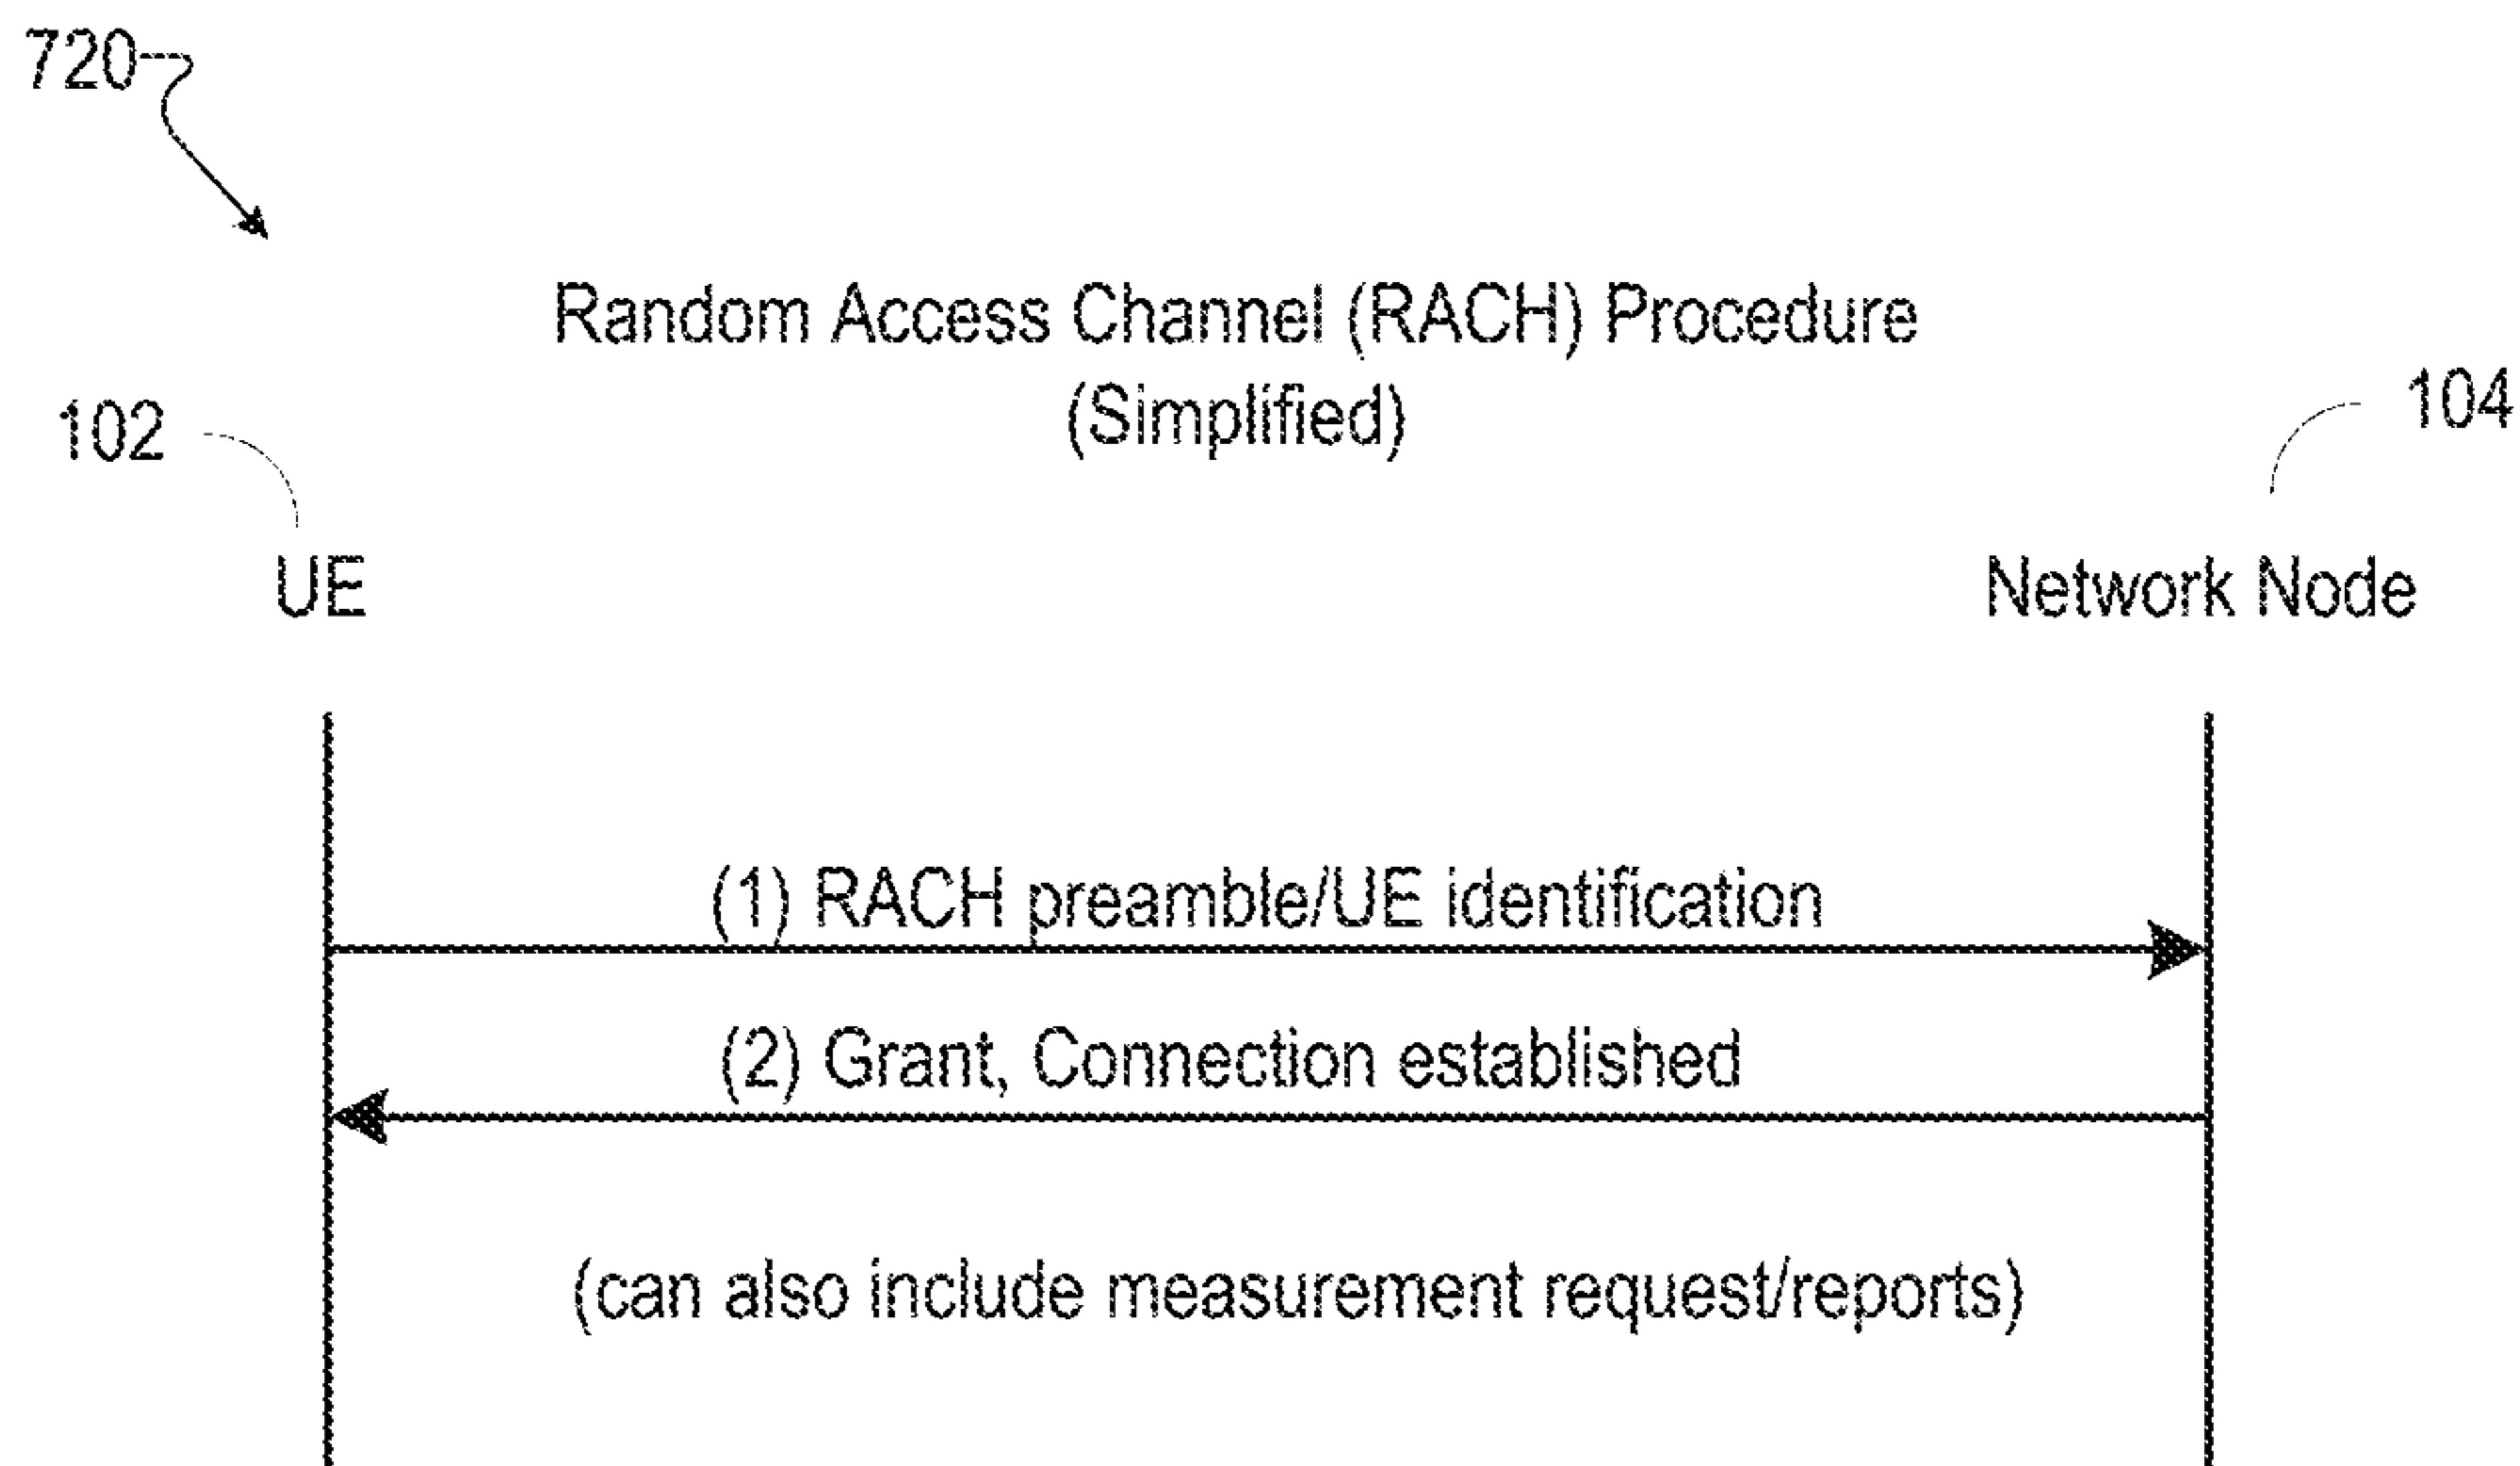 720
Random Access Channel (RACH) Procedure
(Simplified)
102
104
UE
Network Node
(1) RACH preamble/UE identification
(2) Grant, Connection established
(can also include measurement request/reports)